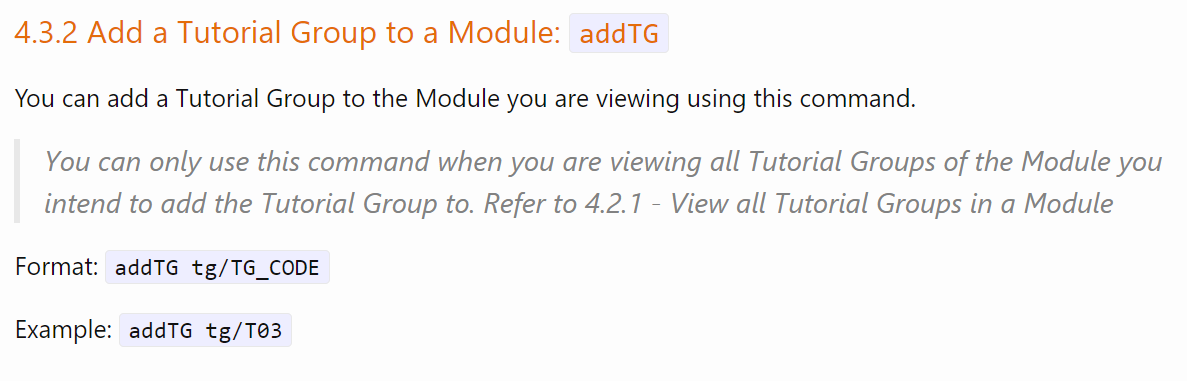 4.3.2 Add a Tutorial Group to a Module: addTG
You can add a Tutorial Group to the Module you are viewing using this command.
You can only use this command when you are viewing all Tutorial Groups of the Module you
intend to add the Tutorial Group to. Refer to 4.2.1 - View all Tutorial Groups in a Module
Format: addTG tg/TG_CODE
Example: addTG tg/T03